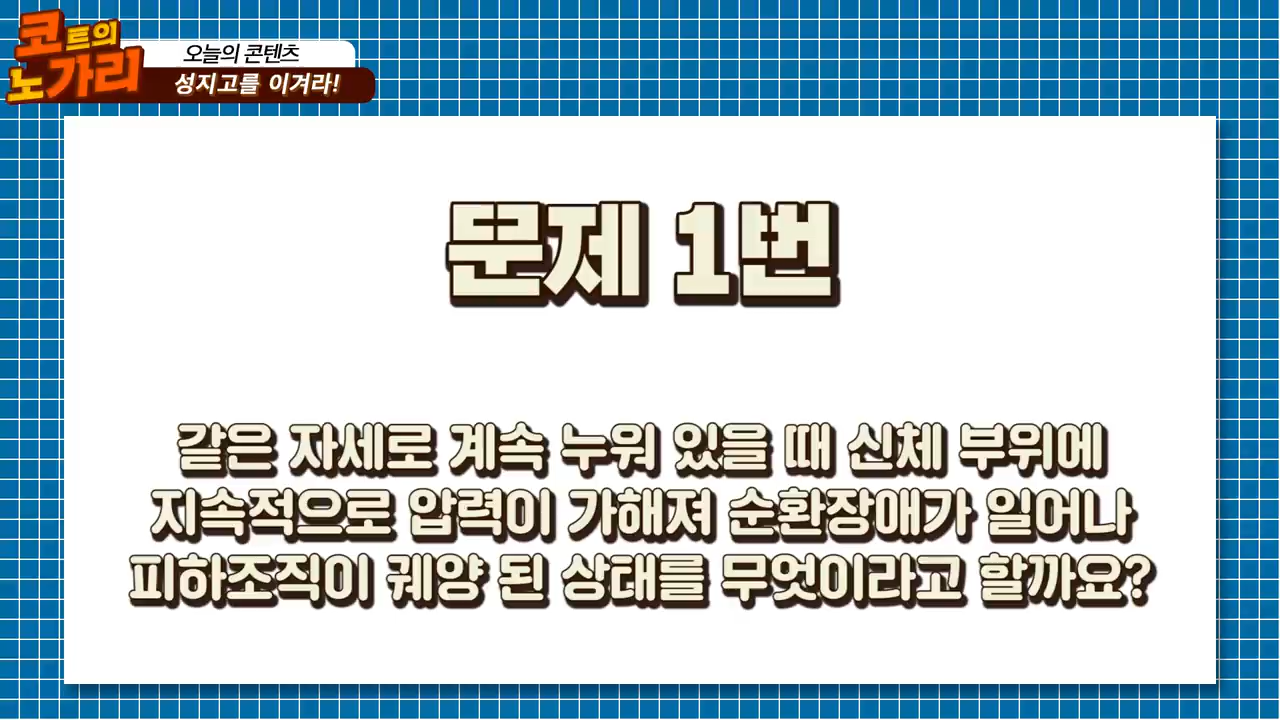 코트의
노가리
오늘의 콘텐츠
성지고를 이겨라!
문제 1번
같은 자세로 계속 누워 있을 때 신체 부위에
지속적으로 압력이 가해져 순환장애가 일어나
피하조직이 궤양 된 상태를 무엇이라고 할까요?